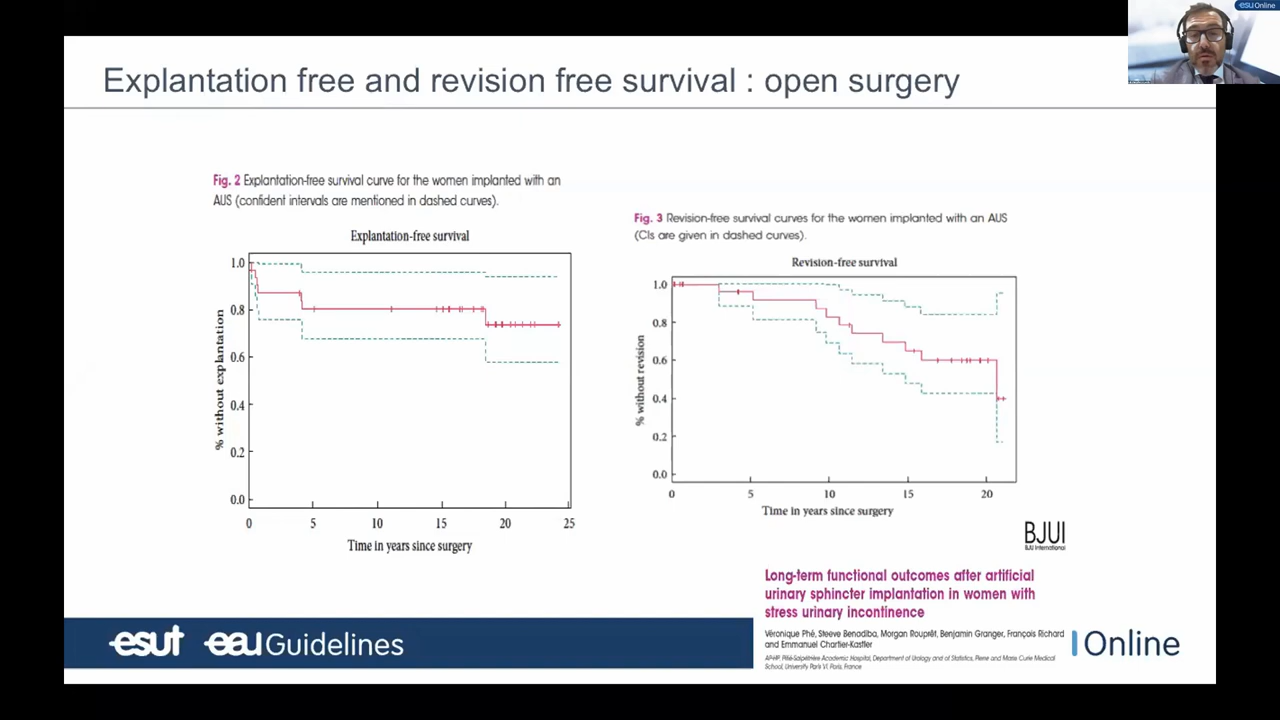 esu Online
Explantation free and revision free survival : open surgery
Fig. 2 Explantation-free survival curve for the women implanted with an
AUS (confident intervals are mentioned in dashed curves).
Explantation-free survival
% without explantation
1.0
0.8
0.6
0.4
0.2
0.0
0 5 10 15 20 25
Time in years since surgery
Fig. 3 Revision-free survival curves for the women implanted with an AUS
(CIs are given in dashed curves).
Revision-free survival
% without revision
1.0
0.8
0.6
0.4
0.2
0.0
0 5 10 15 20
Time in years since surgery
BJUI
BJU International
Long-term functional outcomes after artificial
urinary sphincter implantation in women with
stress urinary incontinence
Véronique Phé, Steeve Benadiba, Morgan Rouprêt, Benjamin Granger, François Richard
and Emmanuel Chartier-Kastler
AP-HP, Pitié-Salpêtrière Academic Hospital, Department of Urology and of Statistics, Pierre and Marie Curie Medical
School, University Paris VI, Paris, France
esut eau Guidelines
Online